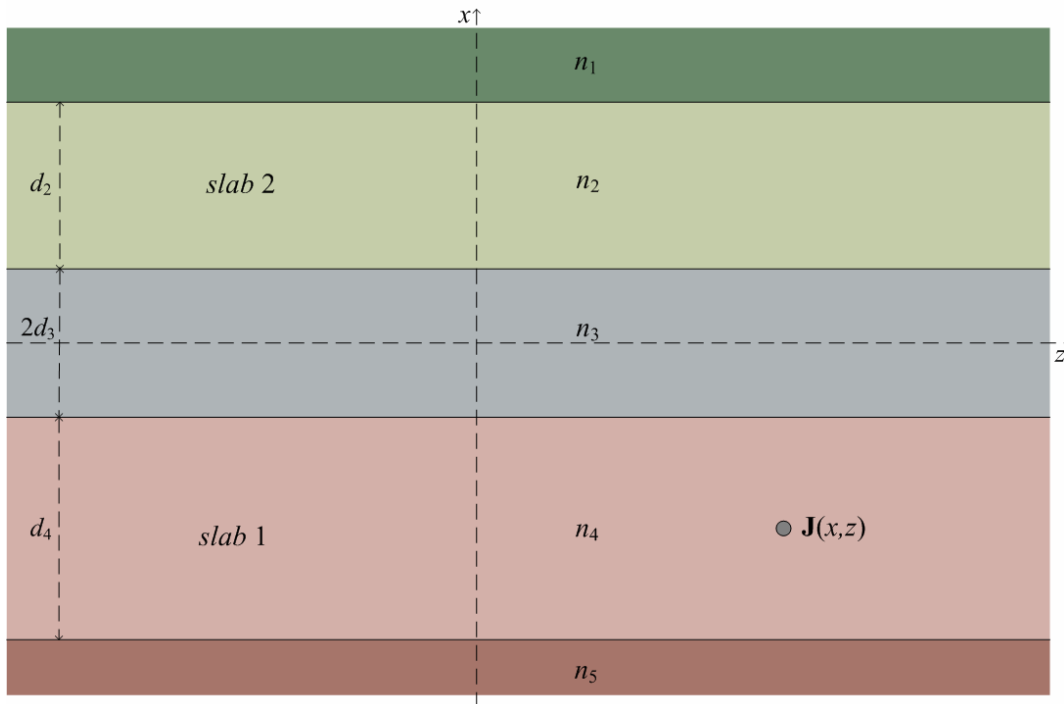 x
n₁
d₂ slab 2 n₂
2d₃ n₃
z
d₄ slab 1 n₄ J(x,z)
n₅